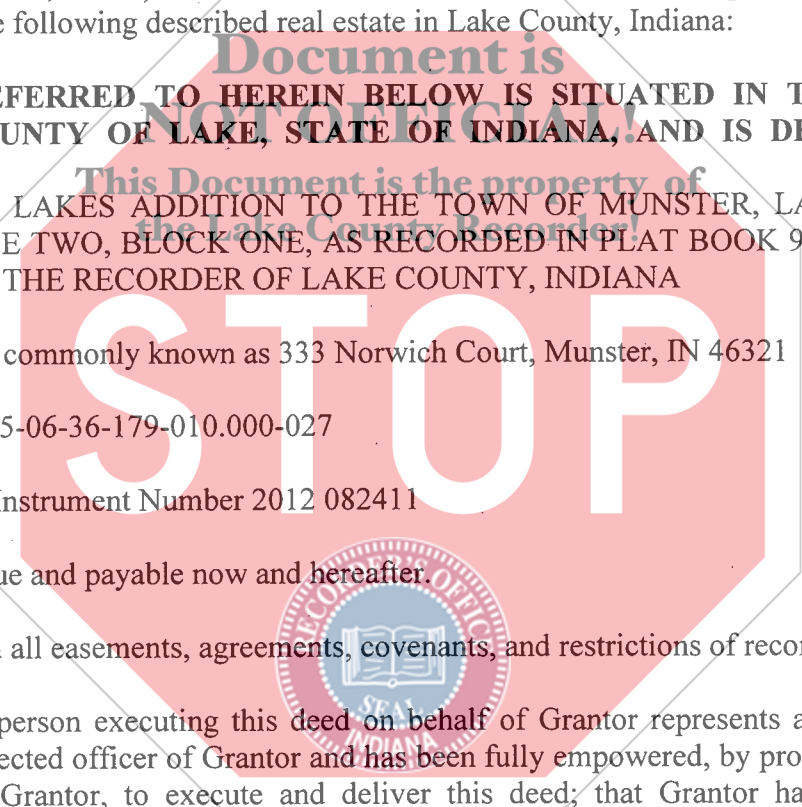 e following described real estate in Lake County, Indiana:
Document is
EFERRED TO HEREIN BELOW IS SITUATED IN T
NOT OFFICIAL!
UNTY OF LAKE, STATE OF INDIANA, AND IS DE
This Document is the property of
LAKES ADDITION TO THE TOWN OF MUNSTER, LA
the Lake County Recorder!
E TWO, BLOCK ONE, AS RECORDED IN PLAT BOOK 9
THE RECORDER OF LAKE COUNTY, INDIANA
STOP
commonly known as 333 Norwich Court, Munster, IN 46321
5-06-36-179-010.000-027
Instrument Number 2012 082411
ue and payable now and hereafter.
RECORDER'S OFFICE
all easements, agreements, covenants, and restrictions of recor
SEAL
INDIANA
person executing this deed on behalf of Grantor represents a
ected officer of Grantor and has been fully empowered, by pro
Grantor, to execute and deliver this deed; that Grantor ha